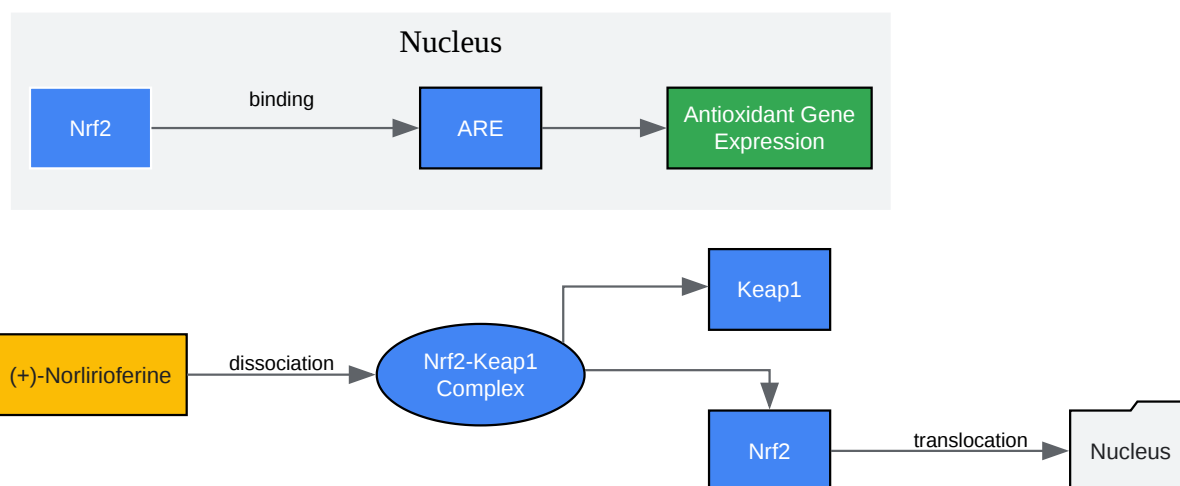 Nucleus
Nrf2
binding
ARE
Antioxidant Gene
Expression
Keap1
(+)-Norlirioferine
dissociation
Nrf2-Keap1
Complex
Nrf2
translocation
Nucleus